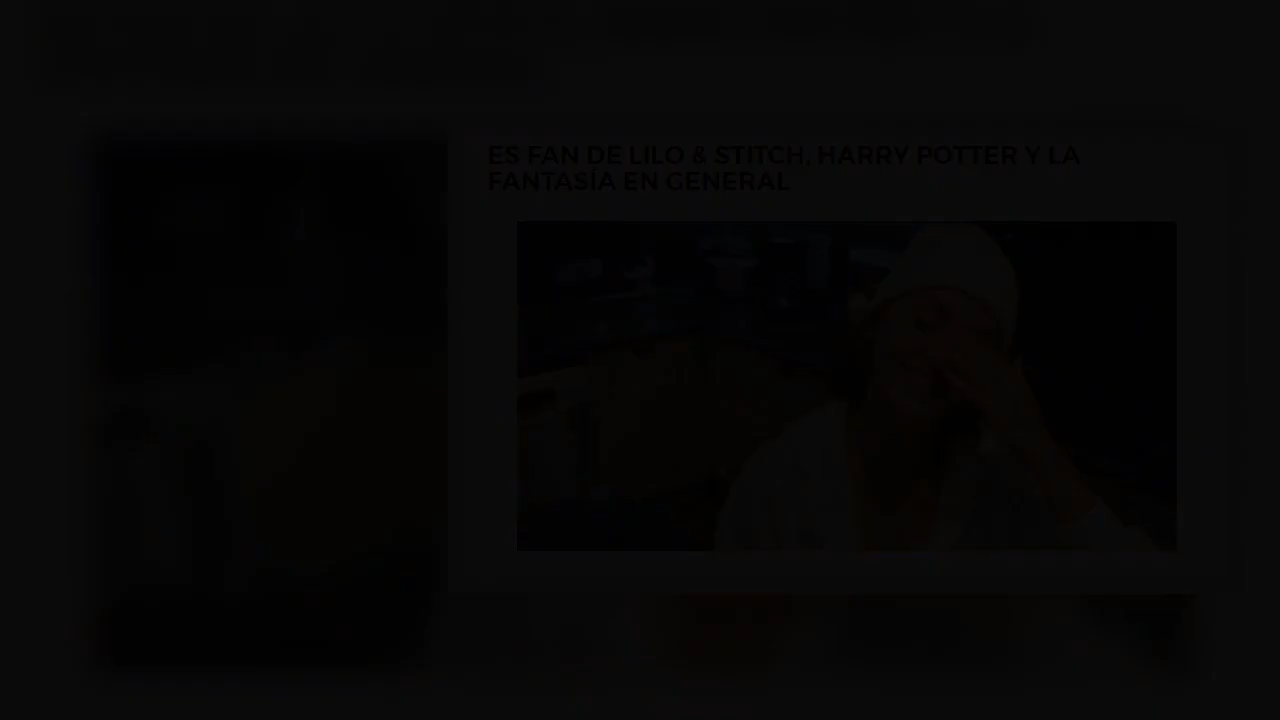 ES FAN DE LILO & STITCH, HARRY POTTER Y LA
FANTASÍA EN GENERAL